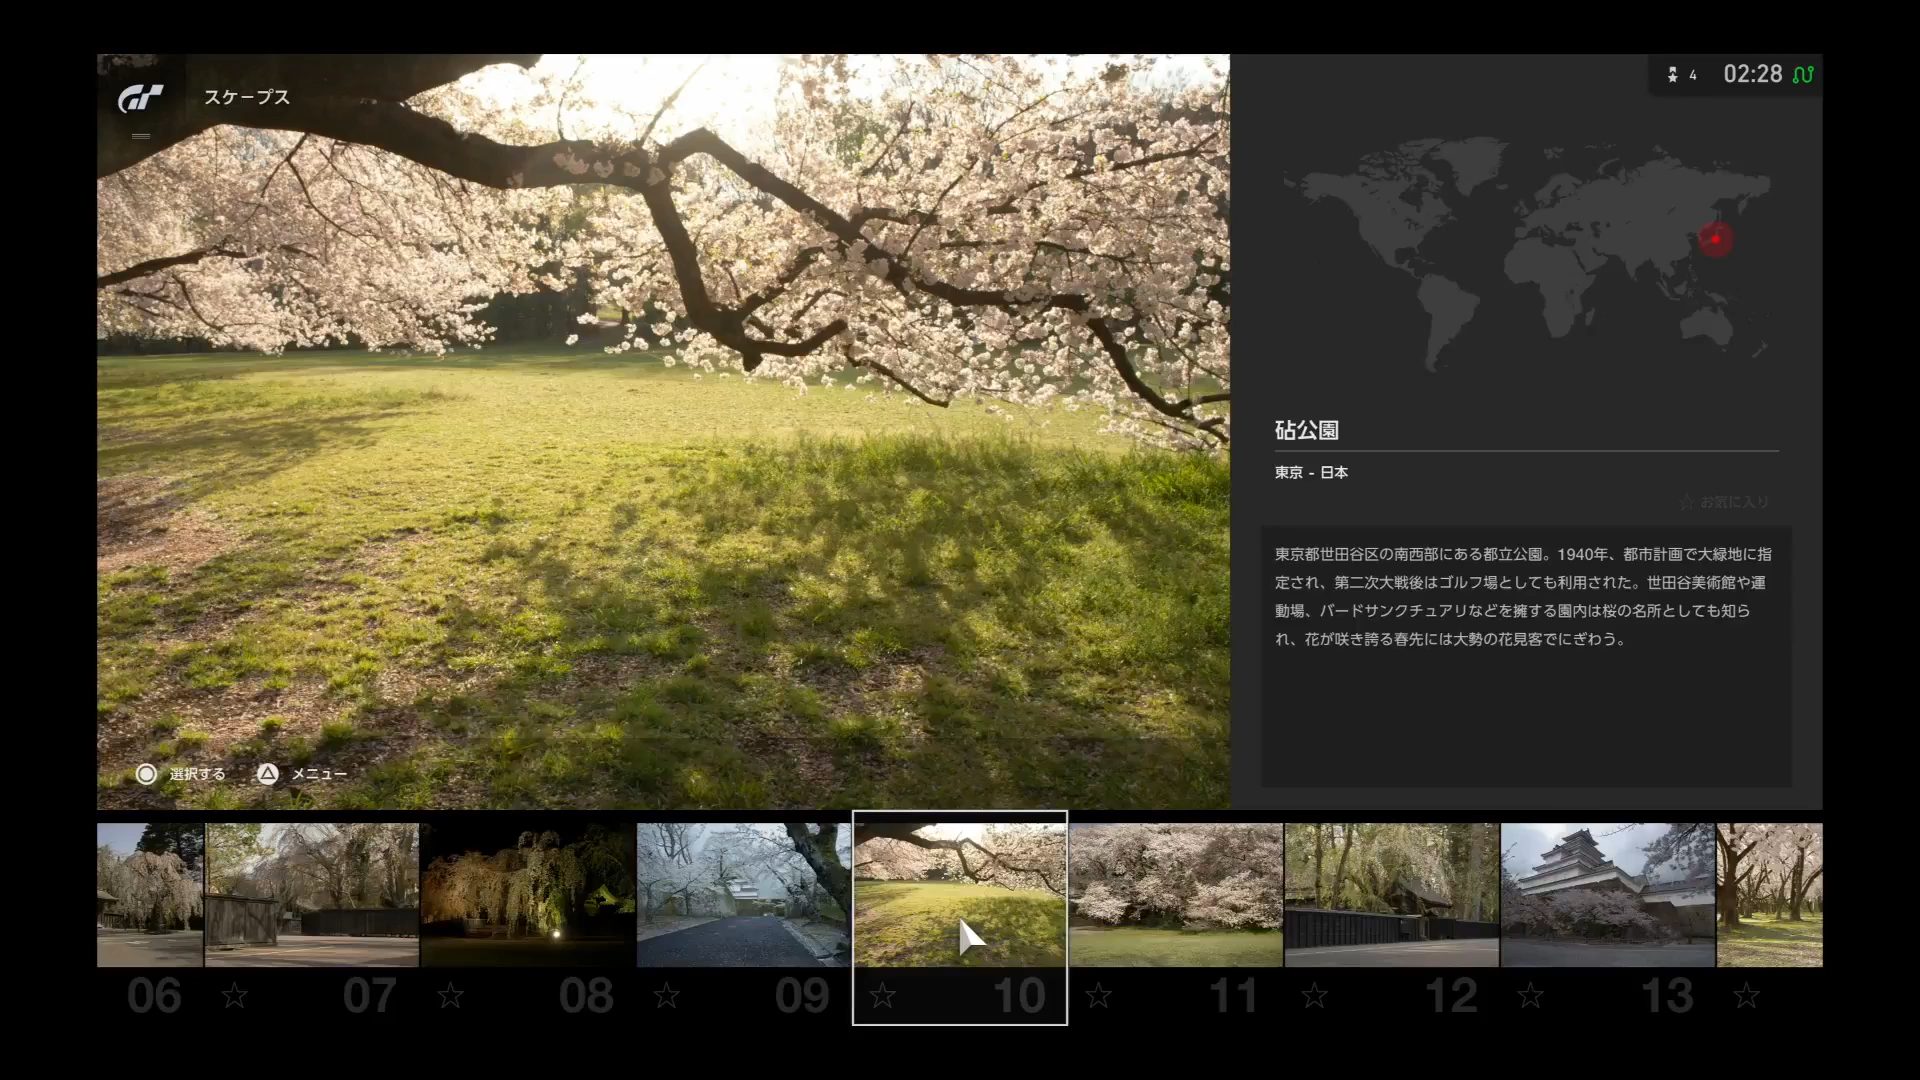 スケープス
4 02:28
砧公園
東京 - 日本
お気に入り
東京都世田谷区の南西部にある都立公園。1940年、都市計画で大緑地に指
定され、第二次大戦後はゴルフ場としても利用された。世田谷美術館や運
動場、バードサンクチュアリなどを擁する園内は桜の名所としても知ら
れ、花が咲き誇る春先には大勢の花見客でにぎわう。
選択する メニュー
06 07 08 09 10 11 12 13